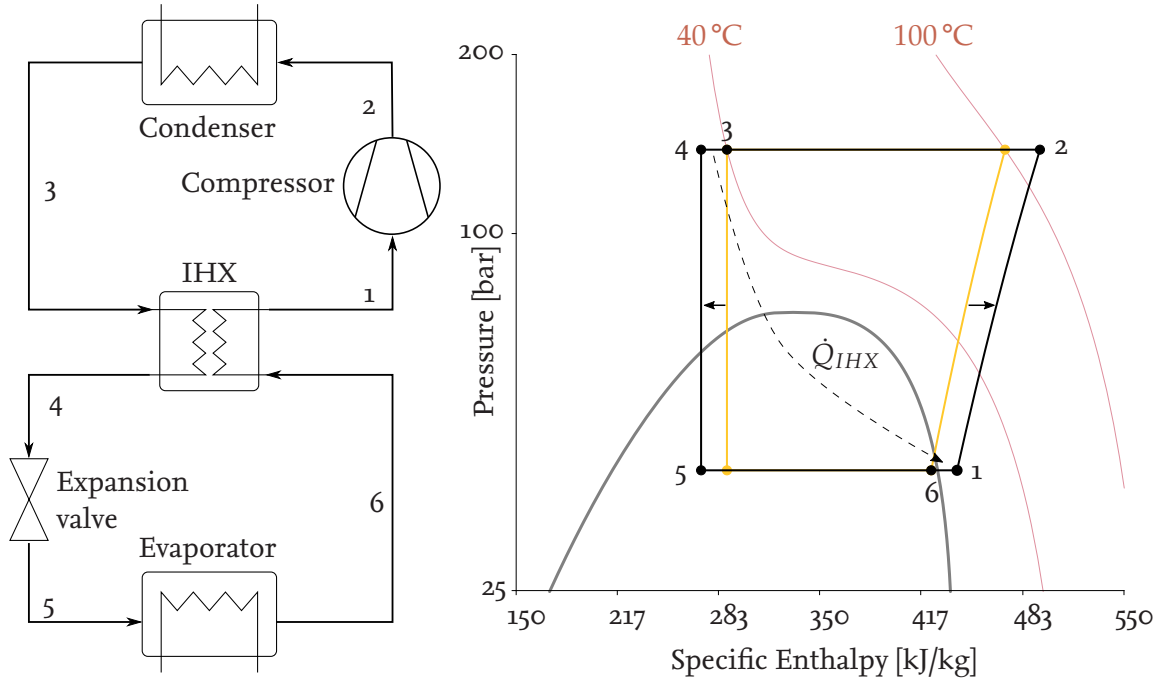 Condenser
2
3
Compressor
IHX
1
4
Expansion
valve
6
Evaporator
5
40 °C
100 °C
200
4
3
2
100
Pressure [bar]
Q̇IHX
5
6
1
25
150
217
283
350
417
483
550
Specific Enthalpy [kJ/kg]